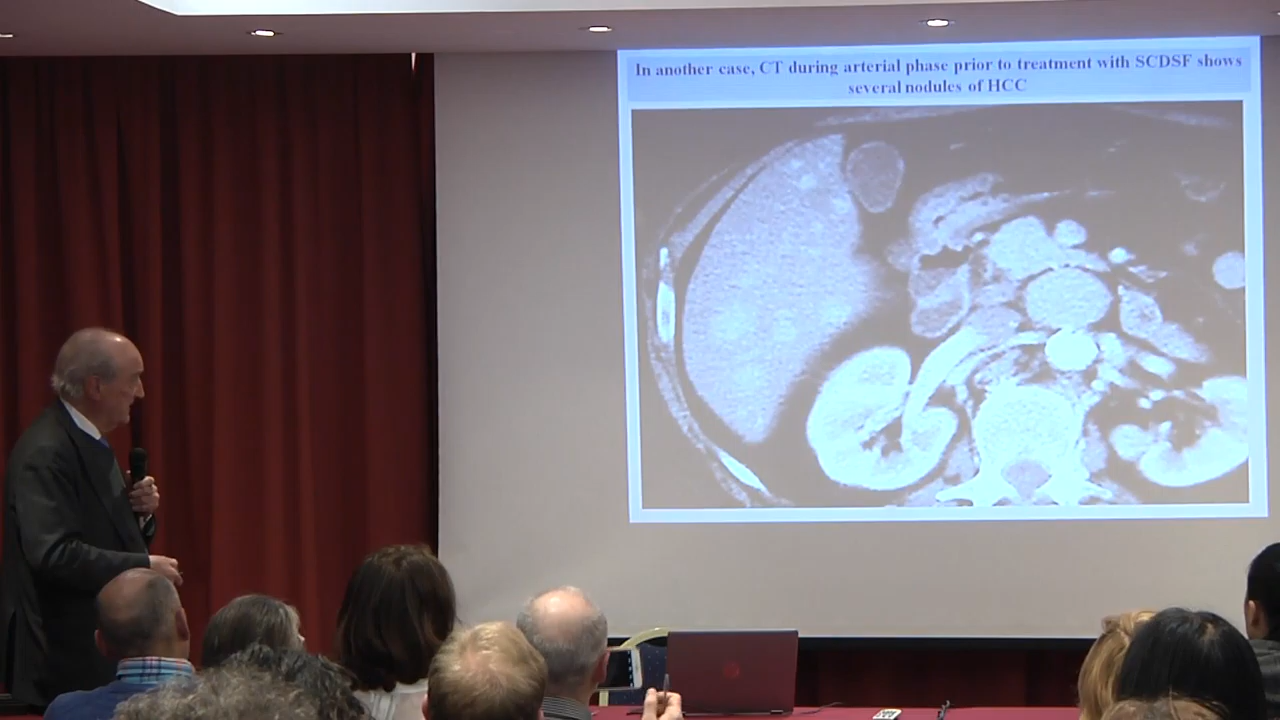 In another case, CT during arterial phase prior to treatment with SCDSF shows
several nodules of HCC